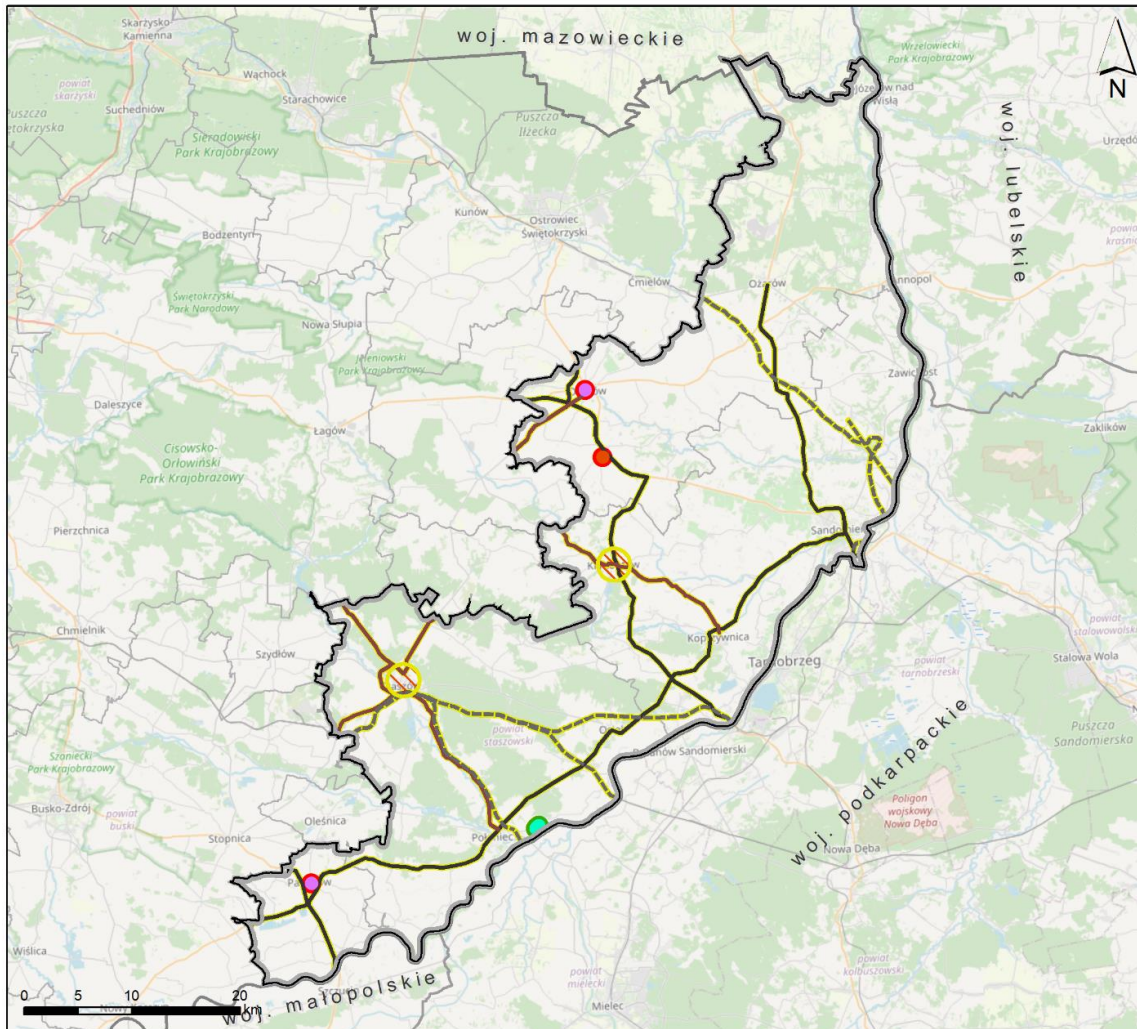 Skarżysko
Kamienna
woj. mazowieckie
Wrzelowiecki
Park Krajobrazowy
N
Wąchock
powiat
skarżyski
Suchedniów
Starachowice
Józefów nad
Wisłą
Puszcza
Iłżecka
Puszcza
Sieradowicki
Park Krajobrazowy
Urzędó
woj. lubelskie
Kunów
Ostrowiec
Świętokrzyski
Bodzentyn
powiat
Ćmielów
Ożarów
Annopol
Świętokrzyski
Park Narodowy
Nowa Słupia
Jeleniowski
Park Krajobrazowy
Zawichost
Daleszyce
Łagów
Zaklików
Cisowsko-
Orłowiński
Park Krajobrazowy
Pierzchnica
Sandomierz
Chmielnik
Szydłów
Koprzywnica
Tarnobrzeg
powiat
stalowowolski
Stalowa Wola
powiat
tarnobrzeski
powiat
staszowski
Baranów Sandomierski
Puszcza
Sandomierska
Szaniecki
Park Krajobrazowy
Busko-Zdrój
powiat
buski
Oleśnica
Stopnica
Połaniec
woj. podkarpackie
Poligon
wojskowy
Nowa Dęba
Nowa Dęba
Wiślica
powiat
mielecki
powiat
kolbuszowski
Szczucin
woj. małopolskie
Mielec
0 5 10 20
km